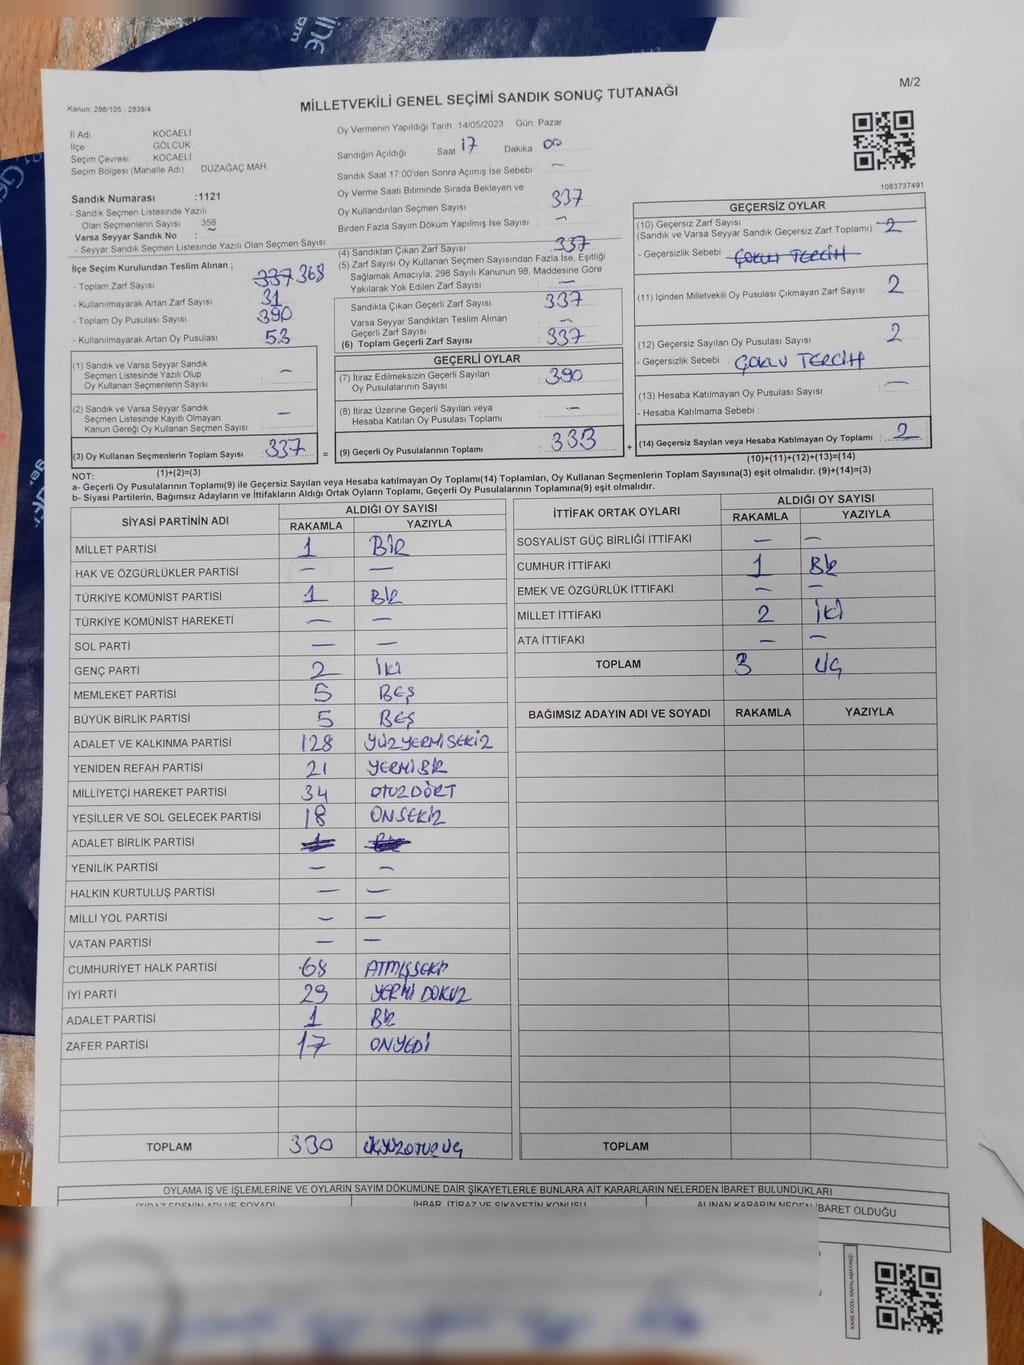 M/2
MİLLETVEKİLİ GENEL SEÇİMİ SANDIK SONUÇ TUTANAĞI
Kanun: 298/105 , 2839/4
İl Adı KOCAELİ
İlçe GÖLCÜK
Seçim Çevresi KOCAELİ
Seçim Bölgesi (Mahalle Adı) DÜZAĞAÇ MAH.
Oy Vermenin Yapıldığı Tarih :14/05/2023 Gün: Pazar
Sandığın Açıldığı Saat 17 Dakika 00
Sandık Saat 17:00'den Sonra Açılmış İse Sebebi : —
Oy Verme Saati Bitiminde Sırada Bekleyen ve
Oy Kullandırılan Seçmen Sayısı 337
Birden Fazla Sayım Döküm Yapılmış İse Sayısı : —
1083737491
Sandık Numarası :1121
- Sandık Seçmen Listesinde Yazılı
Olan Seçmenlerin Sayısı 358
Varsa Seyyar Sandık No : —
- Seyyar Sandık Seçmen Listesinde Yazılı Olan Seçmen Sayısı:
İlçe Seçim Kurulundan Teslim Alınan ;
- Toplam Zarf Sayısı : 337 368
- Kullanılmayarak Artan Zarf Sayısı : 31
- Toplam Oy Pusulası Sayısı : 390
- Kullanılmayarak Artan Oy Pusulası : 53
(1) Sandık ve Varsa Seyyar Sandık
Seçmen Listesinde Yazılı Olup
Oy Kullanan Seçmenlerin Sayısı : —
(2) Sandık ve Varsa Seyyar Sandık
Seçmen Listesinde Kayıtlı Olmayan
Kanun Gereği Oy Kullanan Seçmen Sayısı : —
(3) Oy Kullanan Seçmenlerin Toplam Sayısı : 337
(1)+(2)=(3)
(4) Sandıktan Çıkan Zarf Sayısı : 337
(5) Zarf Sayısı Oy Kullanan Seçmen Sayısından Fazla İse, Eşitliği
Sağlamak Amacıyla; 298 Sayılı Kanunun 98. Maddesine Göre
Yakılarak Yok Edilen Zarf Sayısı : —
Sandıkta Çıkan Geçerli Zarf Sayısı : 337
Varsa Seyyar Sandıktan Teslim Alınan
Geçerli Zarf Sayısı : —
(6) Toplam Geçerli Zarf Sayısı : 337
GEÇERLİ OYLAR
(7) İtiraz Edilmeksizin Geçerli Sayılan
Oy Pusulalarının Sayısı : 390
(8) İtiraz Üzerine Geçerli Sayılan veya
Hesaba Katılan Oy Pusulası Toplamı : —
= (9) Geçerli Oy Pusulalarının Toplamı : 333 +
GEÇERSİZ OYLAR
(10) Geçersiz Zarf Sayısı
(Sandık ve Varsa Seyyar Sandık Geçersiz Zarf Toplamı) : 2
- Geçersizlik Sebebi : ÇOKLU TERCİH
(11) İçinden Milletvekili Oy Pusulası Çıkmayan Zarf Sayısı : 2
(12) Geçersiz Sayılan Oy Pusulası Sayısı : 2
- Geçersizlik Sebebi : ÇOKLU TERCİH
(13) Hesaba Katılmayan Oy Pusulası Sayısı : —
- Hesaba Katılmama Sebebi :
(14) Geçersiz Sayılan veya Hesaba Katılmayan Oy Toplamı : 2
(10)+(11)+(12)+(13)=(14)
NOT:
a- Geçerli Oy Pusulalarının Toplamı(9) ile Geçersiz Sayılan veya Hesaba katılmayan Oy Toplamı(14) Toplamları, Oy Kullanan Seçmenlerin Toplam Sayısına(3) eşit olmalıdır. (9)+(14)=(3)
b- Siyasi Partilerin, Bağımsız Adayların ve İttifakların Aldığı Ortak Oyların Toplamı, Geçerli Oy Pusulalarının Toplamına(9) eşit olmalıdır.
SİYASİ PARTİNİN ADI ALDIĞI OY SAYISI
RAKAMLA YAZIYLA
MİLLET PARTİSİ 1 BİR
HAK VE ÖZGÜRLÜKLER PARTİSİ — —
TÜRKİYE KOMÜNİST PARTİSİ 1 BİR
TÜRKİYE KOMÜNİST HAREKETİ — —
SOL PARTİ — —
GENÇ PARTİ 2 İKİ
MEMLEKET PARTİSİ 5 BEŞ
BÜYÜK BİRLİK PARTİSİ 5 BEŞ
ADALET VE KALKINMA PARTİSİ 128 YÜZYERMİSEKİZ
YENİDEN REFAH PARTİSİ 21 YERMİBİR
MİLLİYETÇİ HAREKET PARTİSİ 34 OTUZDÖRT
YEŞİLLER VE SOL GELECEK PARTİSİ 18 ONSEKİZ
ADALET BİRLİK PARTİSİ
YENİLİK PARTİSİ — —
HALKIN KURTULUŞ PARTİSİ — —
MİLLİ YOL PARTİSİ — —
VATAN PARTİSİ — —
CUMHURİYET HALK PARTİSİ 68 ATMIŞSEKİZ
İYİ PARTİ 29 YERMİ DOKUZ
ADALET PARTİSİ 1 BİR
ZAFER PARTİSİ 17 ONYEDİ
TOPLAM 330 ÜÇYÜZOTUZ ÜÇ
İTTİFAK ORTAK OYLARI ALDIĞI OY SAYISI
RAKAMLA YAZIYLA
SOSYALİST GÜÇ BİRLİĞİ İTTİFAKI — —
CUMHUR İTTİFAKI 1 BİR
EMEK VE ÖZGÜRLÜK İTTİFAKI — —
MİLLET İTTİFAKI 2 İKİ
ATA İTTİFAKI — —
TOPLAM 3 ÜÇ
BAĞIMSIZ ADAYIN ADI VE SOYADI RAKAMLA YAZIYLA
TOPLAM
OYLAMA İŞ VE İŞLEMLERİNE VE OYLARIN SAYIM DÖKÜMÜNE DAİR ŞİKAYETLERLE BUNLARA AİT KARARLARIN NELERDEN İBARET BULUNDUKLARI
İTİRAZ EDENİN ADI VE SOYADI İHBAR, İTİRAZ VE ŞİKAYETİN KONUSU ALINAN KARARIN NEDEN İBARET OLDUĞU
KARE KODU KARALAMAYINIZ!